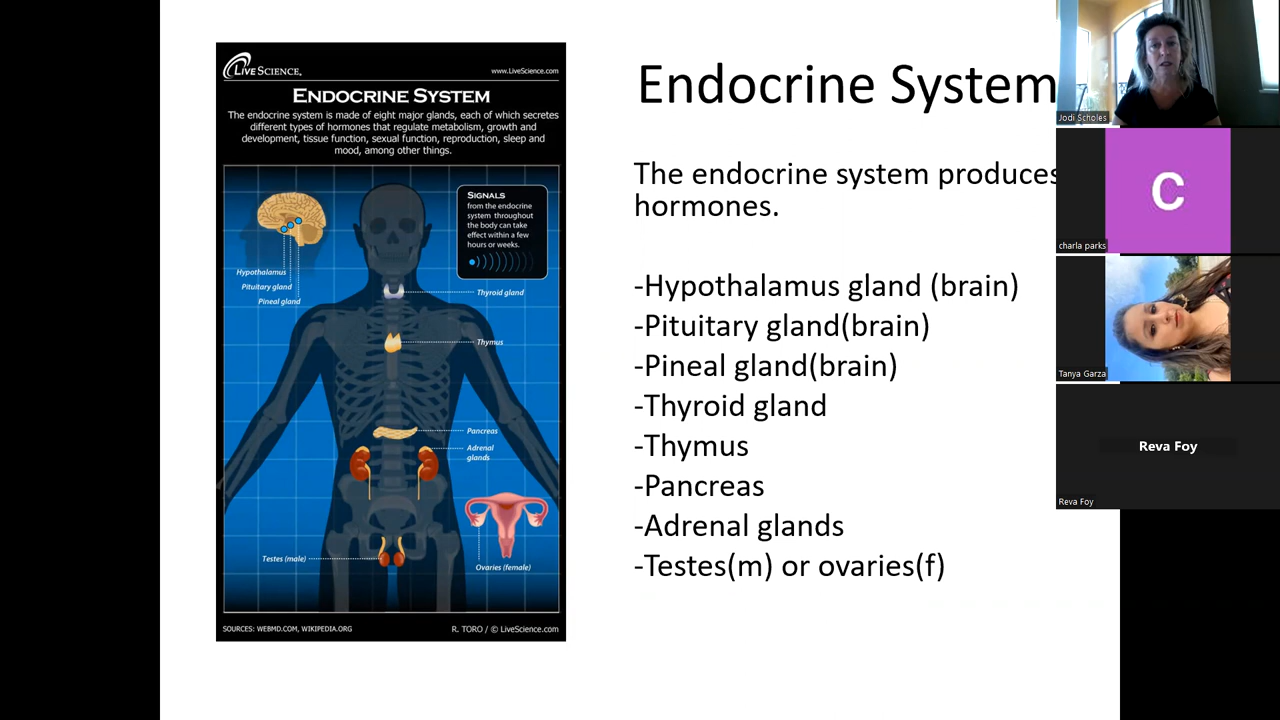 LIVESCIENCE.
www.LiveScience.com
ENDOCRINE SYSTEM
The endocrine system is made of eight major glands, each of which secretes
different types of hormones that regulate metabolism, growth and
development, tissue function, sexual function, reproduction, sleep and
mood, among other things.
SIGNALS
from the endocrine
system throughout
the body can take
effect within a few
hours or weeks.
Hypothalamus
Pituitary gland
Pineal gland
Thyroid gland
Thymus
Pancreas
Adrenal
glands
Testes (male)
Ovaries (female)
SOURCES: WEBMD.COM, WIKIPEDIA.ORG
R. TORO / © LiveScience.com
Endocrine System
The endocrine system produces
hormones.
-Hypothalamus gland (brain)
-Pituitary gland(brain)
-Pineal gland(brain)
-Thyroid gland
-Thymus
-Pancreas
-Adrenal glands
-Testes(m) or ovaries(f)
Jodi Scholes
C
charla parks
Tanya Garza
Reva Foy
Reva Foy